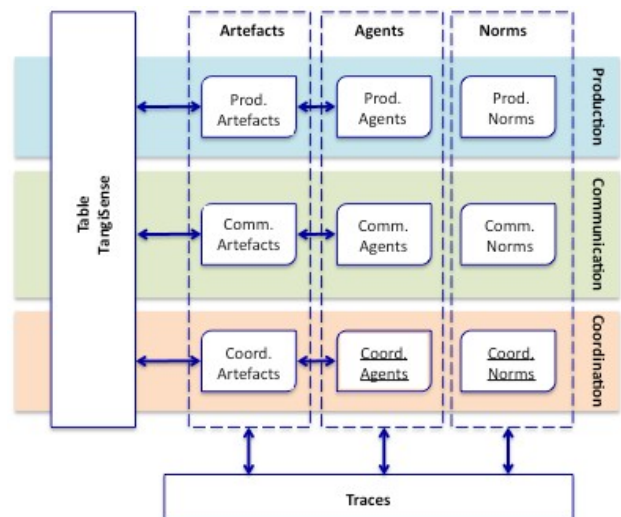 Artefacts
Agents
Norms
Production
Prod.
Artefacts
Prod.
Agents
Prod.
Norms
Table
TangiSense
Communication
Comm.
Artefacts
Comm.
Agents
Comm.
Norms
Coordination
Coord.
Artefacts
Coord.
Agents
Coord.
Norms
Traces